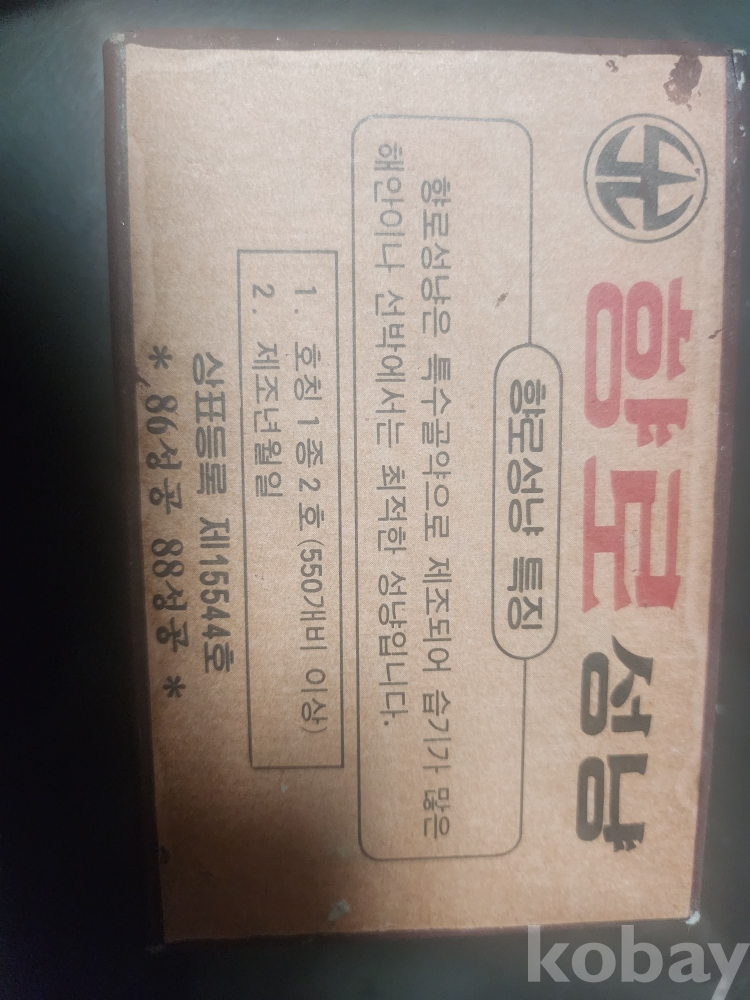 향로성냥
향로성냥 특징
향로성냥은 특수골약으로 제조되어 습기가 많은
해안이나 선박에서는 최적한 성냥입니다.
1. 호칭 1종 2호 (550개비 이상)
2. 제조년월일
상표등록 제15544호
* 86성공 88성공 *
kobay